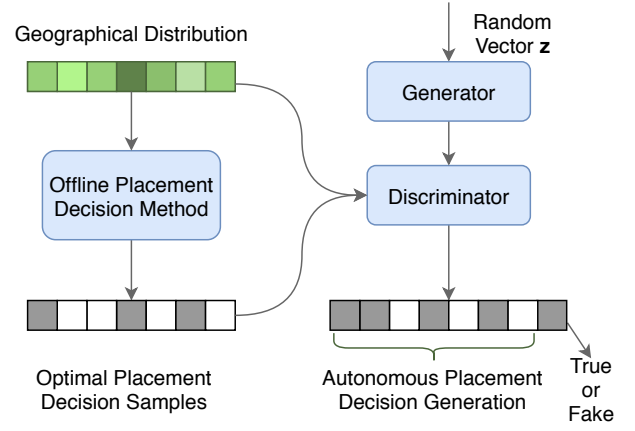 Geographical Distribution
Offline Placement
Decision Method
Optimal Placement
Decision Samples
Random
Vector z
Generator
Discriminator
Autonomous Placement
Decision Generation
True
or
Fake